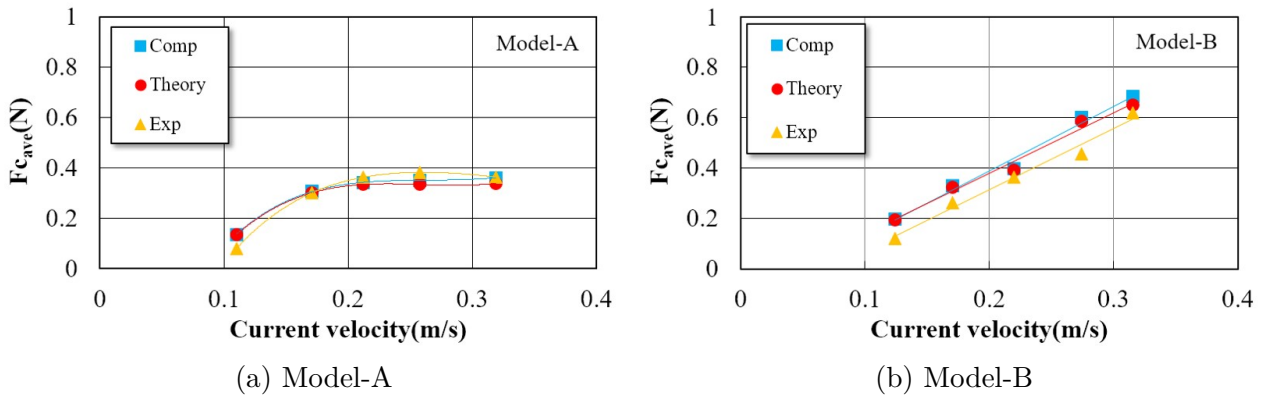 1
0.8
0.6
0.4
0.2
0
Fc_ave(N)
Comp
Theory
Exp
Model-A
0
0.1
0.2
0.3
0.4
Current velocity(m/s)
(a) Model-A
1
0.8
0.6
0.4
0.2
0
Fc_ave(N)
Comp
Theory
Exp
Model-B
0
0.1
0.2
0.3
0.4
Current velocity(m/s)
(b) Model-B